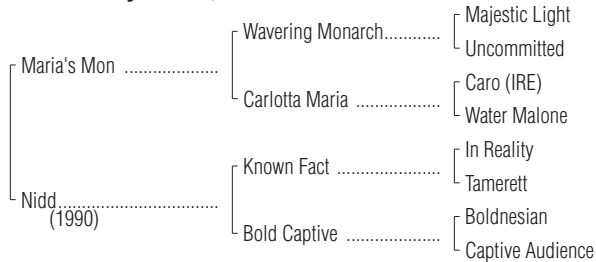 Majestic Light
Wavering Monarch............
Uncommitted
Maria's Mon ....................
Caro (IRE)
Carlotta Maria ..................
Water Malone
In Reality
Known Fact ......................
Tamerett
Nidd..................................
(1990)
Boldnesian
Bold Captive ....................
Captive Audience